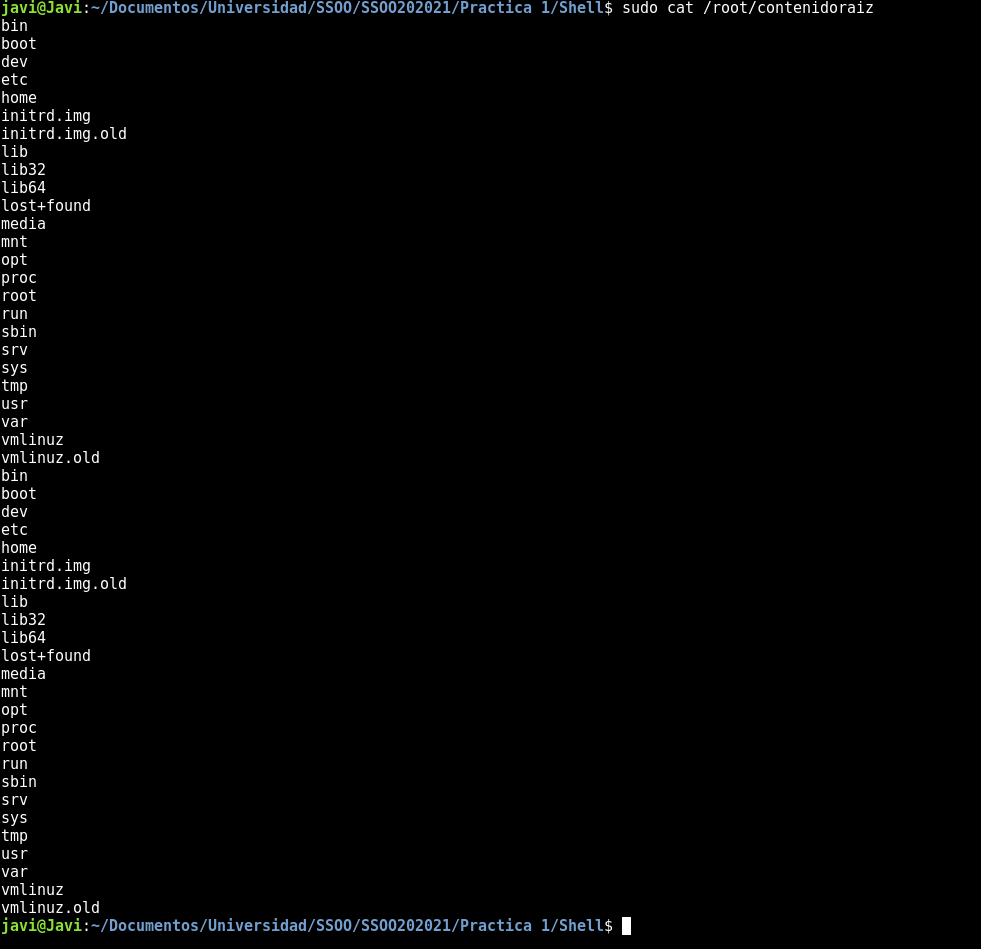 javi@Javi:~/Documentos/Universidad/SSOO/SSOO202021/Practica 1/Shell$ sudo cat /root/contenidoraiz
bin
boot
dev
etc
home
initrd.img
initrd.img.old
lib
lib32
lib64
lost+found
media
mnt
opt
proc
root
run
sbin
srv
sys
tmp
usr
var
vmlinuz
vmlinuz.old
bin
boot
dev
etc
home
initrd.img
initrd.img.old
lib
lib32
lib64
lost+found
media
mnt
opt
proc
root
run
sbin
srv
sys
tmp
usr
var
vmlinuz
vmlinuz.old
javi@Javi:~/Documentos/Universidad/SSOO/SSOO202021/Practica 1/Shell$